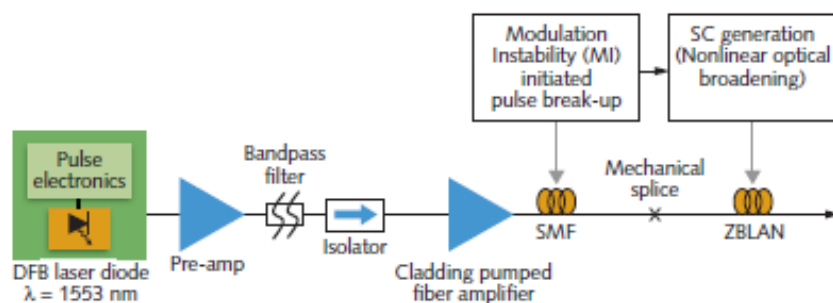 Modulation
Instability (MI)
initiated
pulse break-up
SC generation
(Nonlinear optical
broadening)
Pulse
electronics
Bandpass
filter
Mechanical
splice
Isolator
SMF
ZBLAN
Pre-amp
DFB laser diode
λ = 1553 nm
Cladding pumped
fiber amplifier